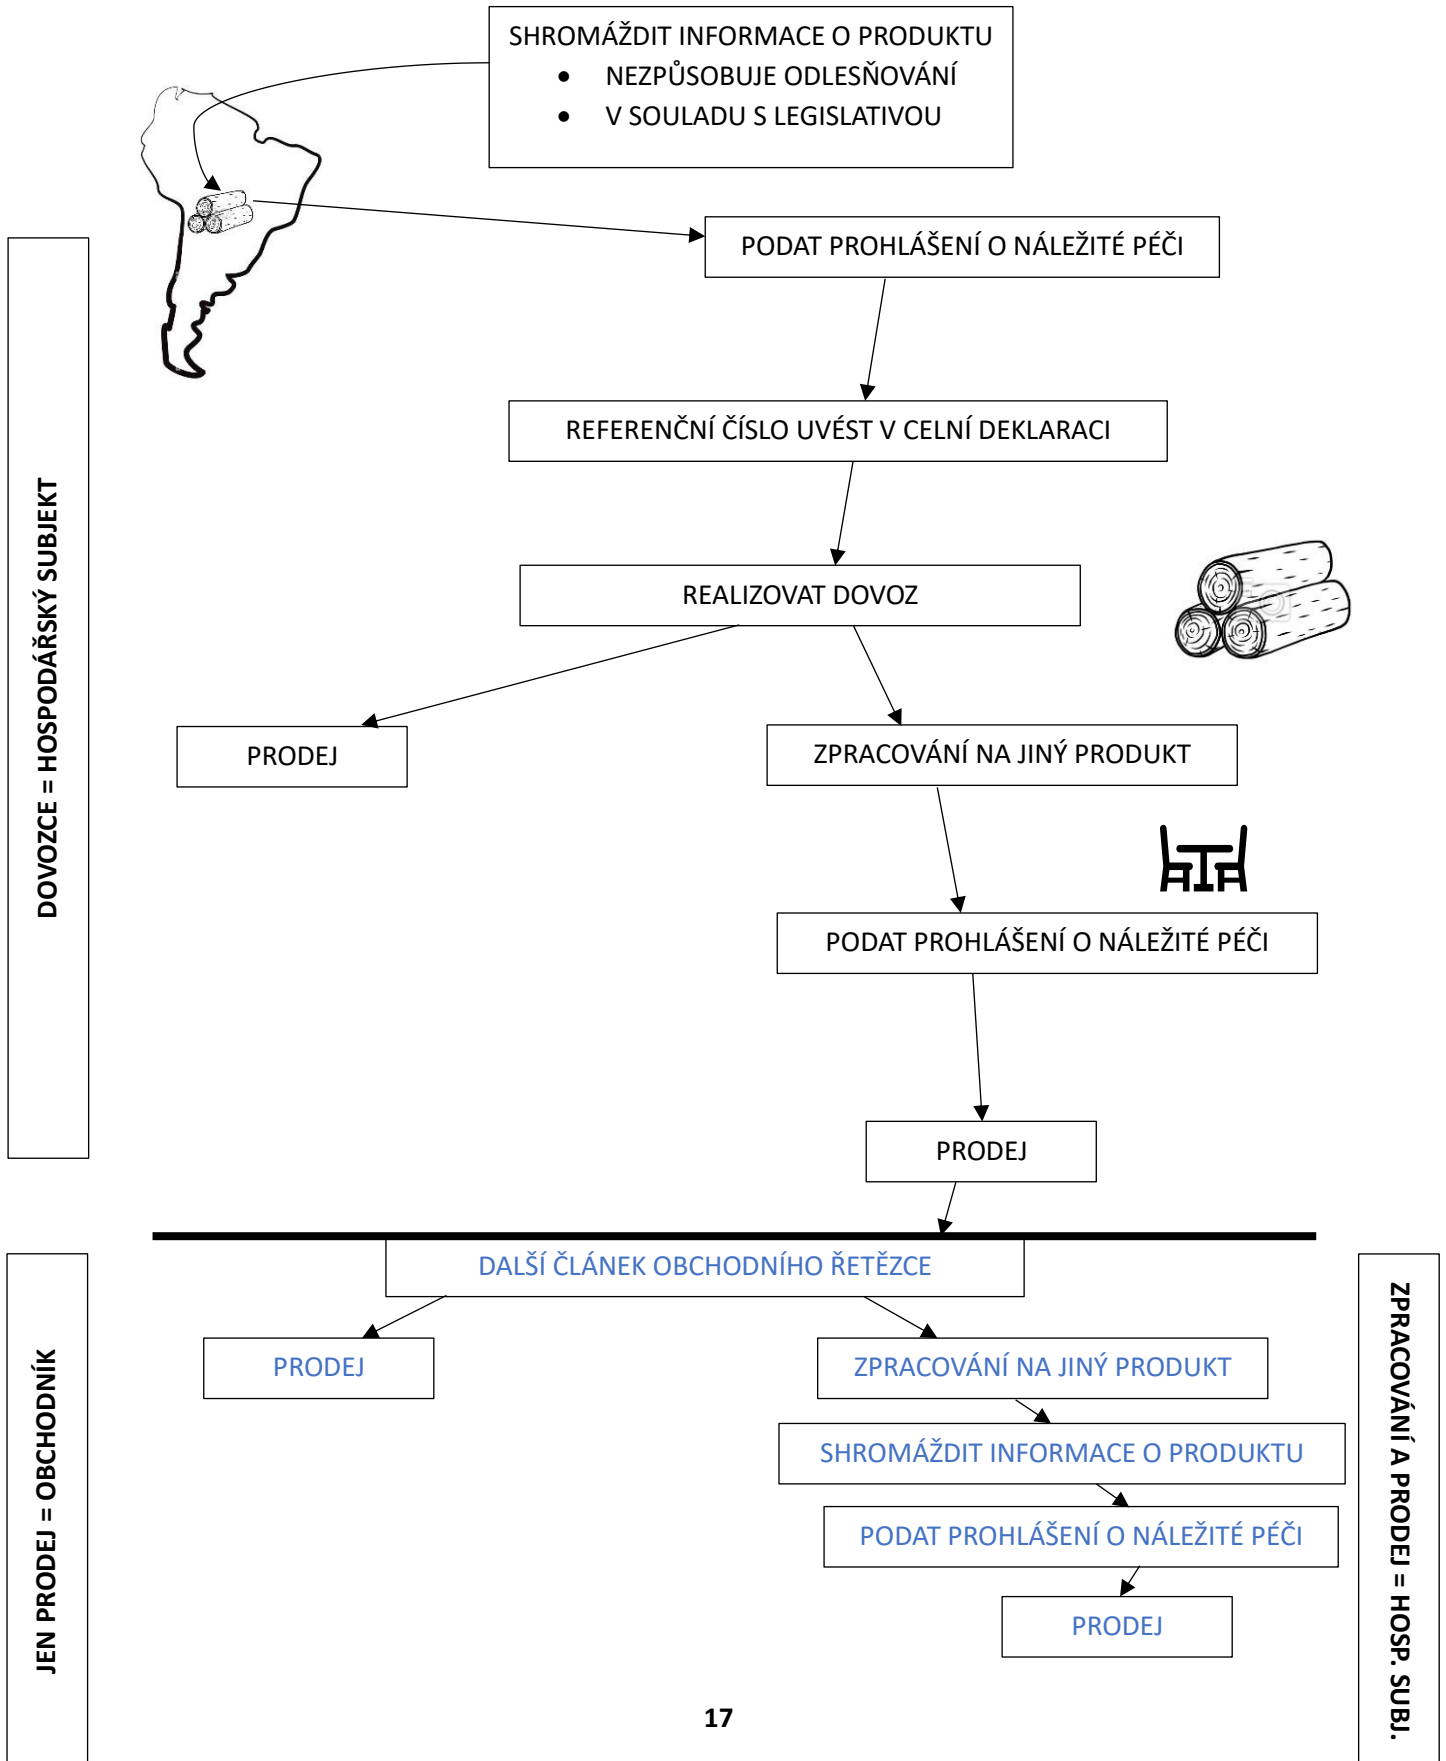 SHROMÁŽDIT INFORMACE O PRODUKTU
• NEZPŮSOBUJE ODLESŇOVÁNÍ
• V SOULADU S LEGISLATIVOU
PODAT PROHLÁŠENÍ O NÁLEŽITÉ PÉČI
REFERENČNÍ ČÍSLO UVÉST V CELNÍ DEKLARACI
REALIZOVAT DOVOZ
PRODEJ
ZPRACOVÁNÍ NA JINÝ PRODUKT
PODAT PROHLÁŠENÍ O NÁLEŽITÉ PÉČI
PRODEJ
DOVOZCE = HOSPODÁŘSKÝ SUBJEKT
DALŠÍ ČLÁNEK OBCHODNÍHO ŘETĚZCE
PRODEJ
ZPRACOVÁNÍ NA JINÝ PRODUKT
SHROMÁŽDIT INFORMACE O PRODUKTU
PODAT PROHLÁŠENÍ O NÁLEŽITÉ PÉČI
PRODEJ
JEN PRODEJ = OBCHODNÍK
ZPRACOVÁNÍ A PRODEJ = HOSP. SUBJ.
17